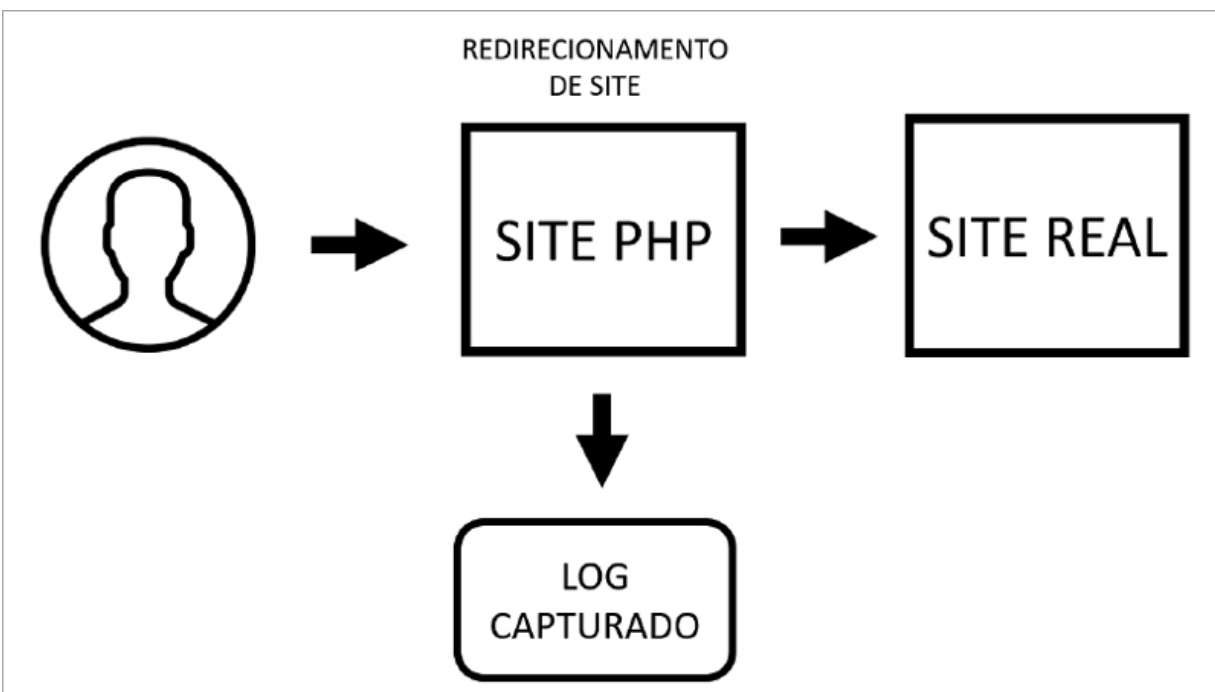 REDIRECIONAMENTO
DE SITE
SITE PHP
SITE REAL
LOG
CAPTURADO